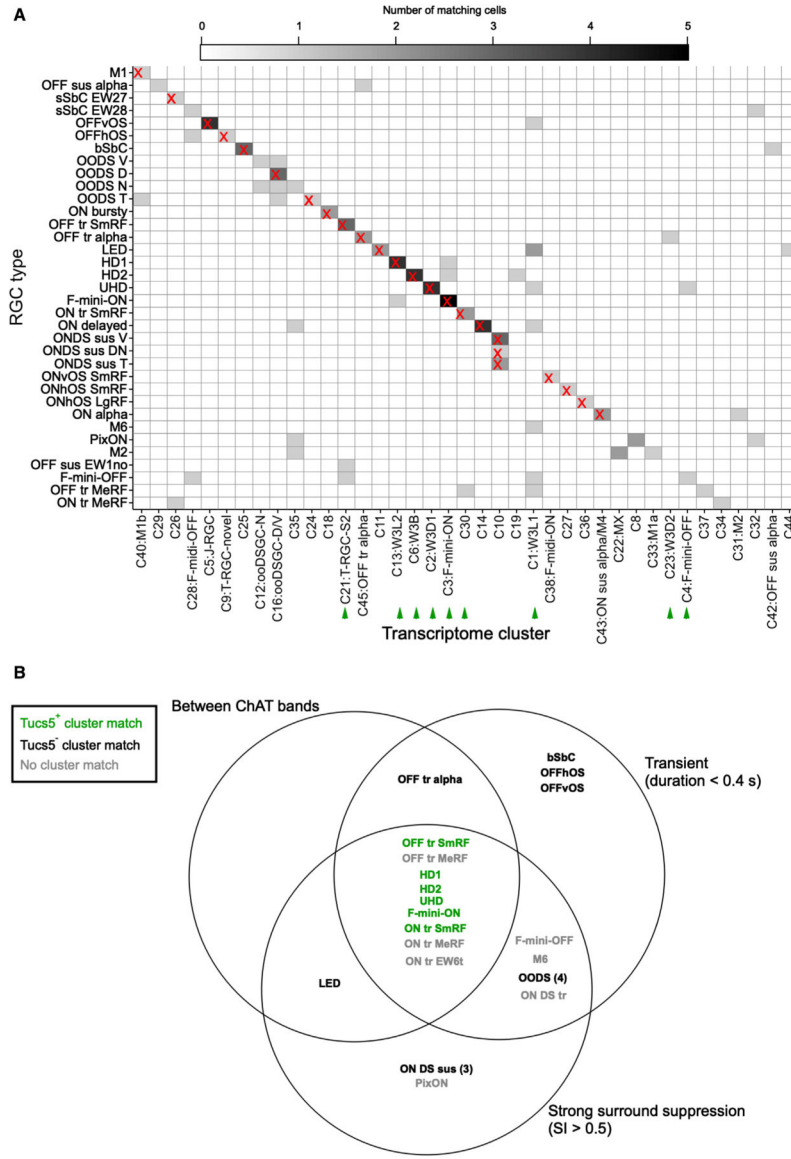 A
Number of matching cells
0 1 2 3 4 5
RGC type
M1
OFF sus alpha
sSbC EW27
sSbC EW28
OFFvOS
OFFhOS
bSbC
OODS V
OODS D
OODS N
OODS T
ON bursty
OFF tr SmRF
OFF tr alpha
LED
HD1
HD2
UHD
F-mini-ON
ON tr SmRF
ON delayed
ONDS sus V
ONDS sus DN
ONDS sus T
ONvOS SmRF
ONhOS SmRF
ONhOS LgRF
ON alpha
M6
PixON
M2
OFF sus EW1no
F-mini-OFF
OFF tr MeRF
ON tr MeRF
C40:M1b
C29
C26
C28:F-midi-OFF
C5:J-RGC
C9:T-RGC-novel
C25
C12:ooDSGC-N
C16:ooDSGC-D/V
C35
C24
C18
C21:T-RGC-S2
C45:OFF tr alpha
C11
C13:W3L2
C6:W3B
C2:W3D1
C3:F-mini-ON
C30
C14
C10
C19
C1:W3L1
C38:F-midi-ON
C27
C36
C43:ON sus alpha/M4
C22:MX
C8
C33:M1a
C23:W3D2
C4:F-mini-OFF
C37
C34
C31:M2
C32
C42:OFF sus alpha
C44
Transcriptome cluster
B
Tucs5+ cluster match
Tucs5- cluster match
No cluster match
Between ChAT bands
Transient
(duration < 0.4 s)
bSbC
OFFhOS
OFFvOS
OFF tr alpha
OFF tr SmRF
OFF tr MeRF
HD1
HD2
UHD
F-mini-ON
ON tr SmRF
ON tr MeRF
ON tr EW6t
F-mini-OFF
M6
OODS (4)
ON DS tr
LED
ON DS sus (3)
PixON
Strong surround suppression
(SI > 0.5)